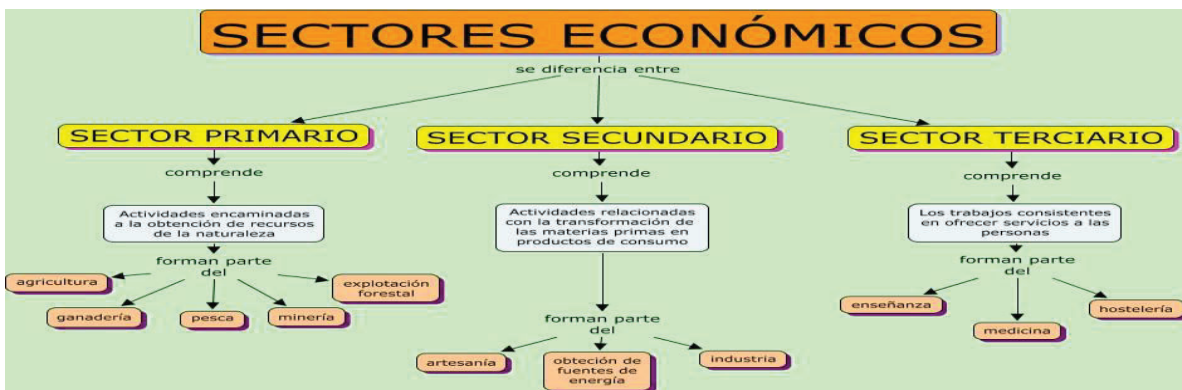 SECTORES ECONÓMICOS
se diferencia entre
SECTOR PRIMARIO
comprende
Actividades encaminadas
a la obtención de recursos
de la naturaleza
forman parte
del
agricultura
ganadería
pesca
minería
explotación
forestal
SECTOR SECUNDARIO
comprende
Actividades relacionadas
con la transformación de
las materias primas en
productos de consumo
forman parte
del
artesanía
obteción de
fuentes de
energía
industria
SECTOR TERCIARIO
comprende
Los trabajos consistentes
en ofrecer servicios a las
personas
forman parte
del
enseñanza
medicina
hostelería